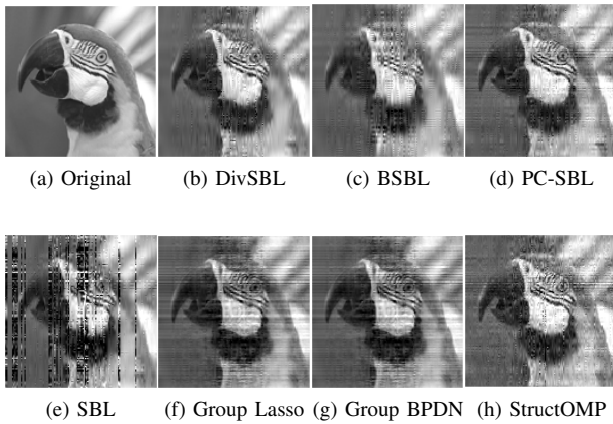 (a) Original
(b) DivSBL
(c) BSBL
(d) PC-SBL
(e) SBL
(f) Group Lasso
(g) Group BPDN
(h) StructOMP